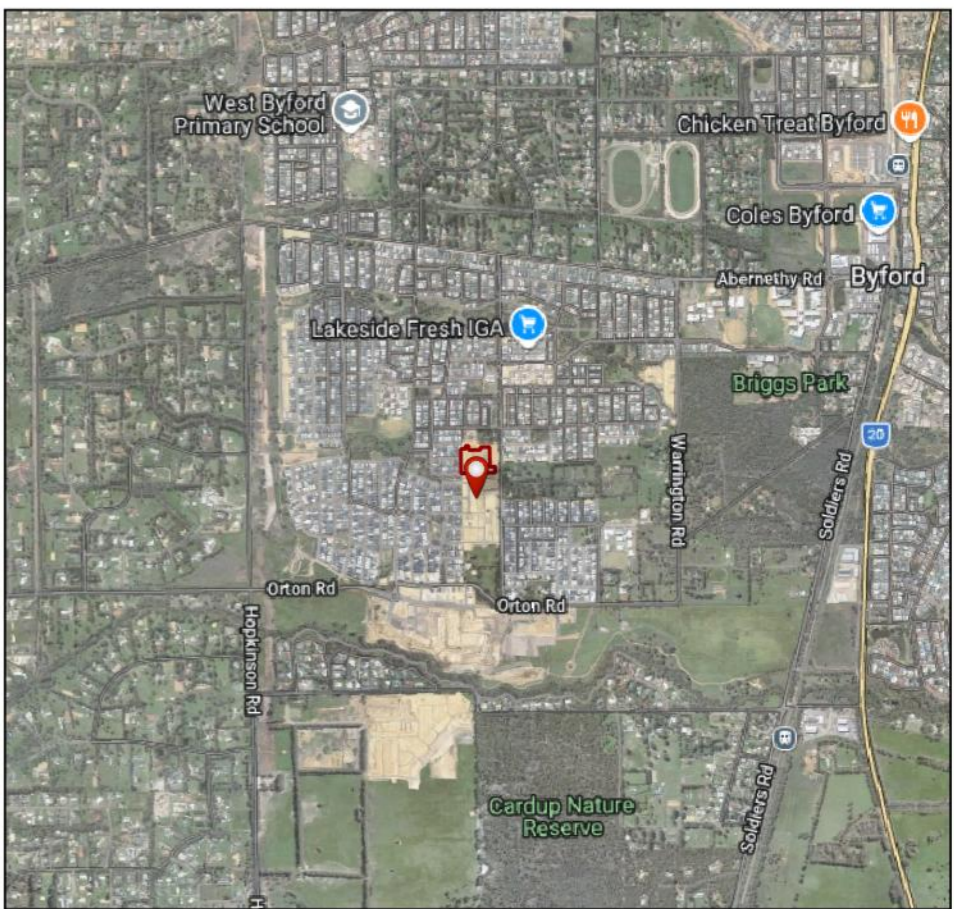 West Byford
Primary School
Chicken Treat Byford
Coles Byford
Abernethy Rd
Byford
Lakeside Fresh IGA
Briggs Park
20
Warrington Rd
Soldiers Rd
Orton Rd
Orton Rd
Hopkinson Rd
Cardup Nature
Reserve
Soldiers Rd
H